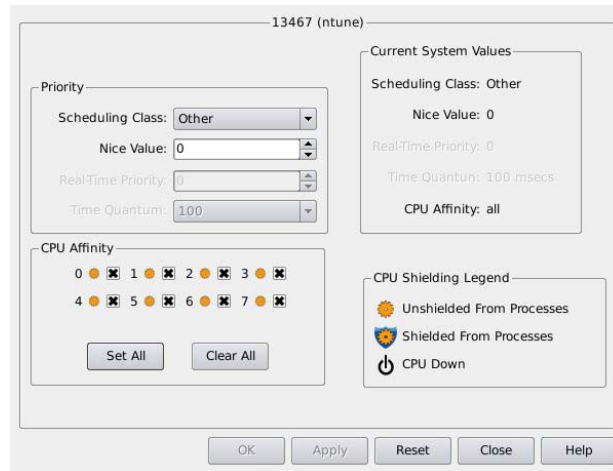 13467 (ntune)
Priority
Scheduling Class: Other
Nice Value: 0
Real-Time Priority: 0
Time Quantum: 100
CPU Affinity
0 1 2 3
4 5 6 7
Set All Clear All
Current System Values
Scheduling Class: Other
Nice Value: 0
Real-Time Priority: 0
Time Quantun: 100 msecs
CPU Affinity: all
CPU Shielding Legend
Unshielded From Processes
Shielded From Processes
CPU Down
OK Apply Reset Close Help